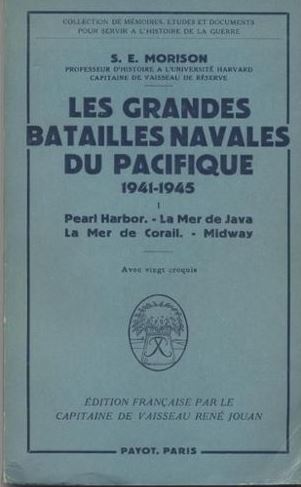 COLLECTION DE MÉMOIRES, ETUDES ET DOCUMENTS
POUR SERVIR A L'HISTOIRE DE LA GUERRE
S. E. MORISON
PROFESSEUR D'HISTOIRE A L'UNIVERSITÉ HARVARD
CAPITAINE DE VAISSEAU DE RÉSERVE
LES GRANDES
BATAILLES NAVALES
DU PACIFIQUE
1941-1945
I
Pearl Harbor. - La Mer de Java
La Mer de Corail. - Midway
Avec vingt croquis
ÉDITION FRANÇAISE PAR LE
CAPITAINE DE VAISSEAU RENÉ JOUAN
PAYOT, PARIS